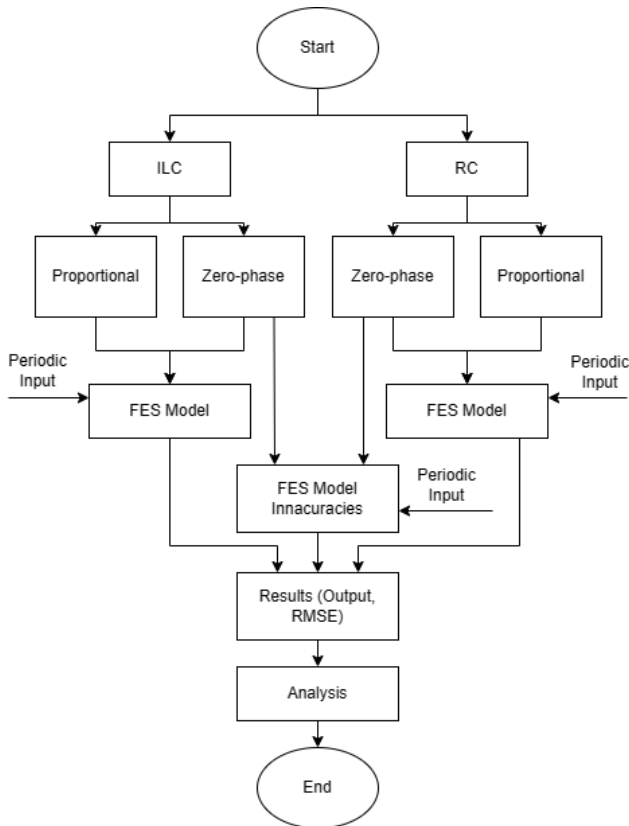 Start
ILC
RC
Proportional
Zero-phase
Zero-phase
Proportional
Periodic
Input
FES Model
FES Model
Periodic
Input
FES Model
Innacuracies
Periodic
Input
Results (Output,
RMSE)
Analysis
End